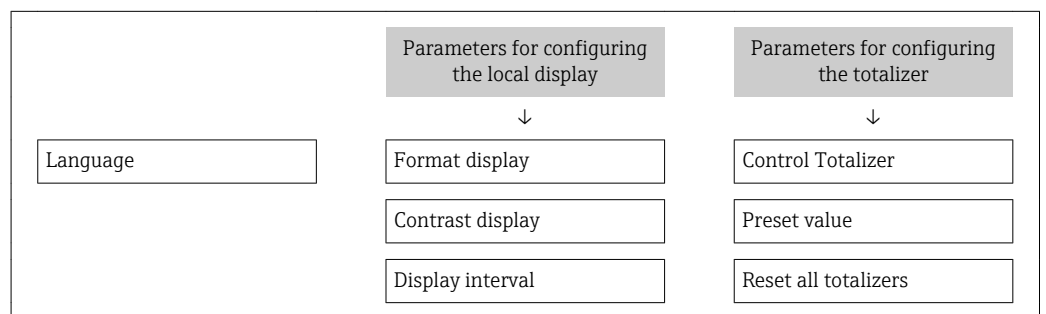 Parameters for configuring
the local display
Parameters for configuring
the totalizer
↓
↓
Language
Format display
Control Totalizer
Contrast display
Preset value
Display interval
Reset all totalizers